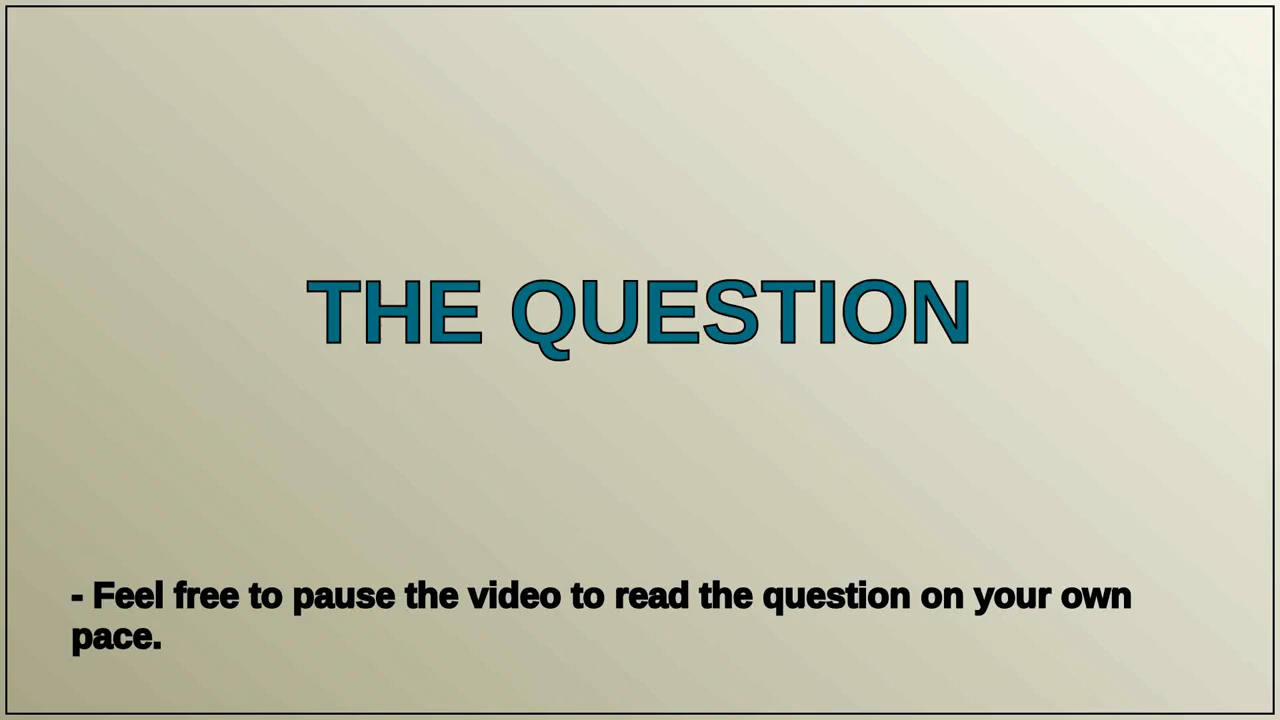 THE QUESTION
- Feel free to pause the video to read the question on your own
pace.